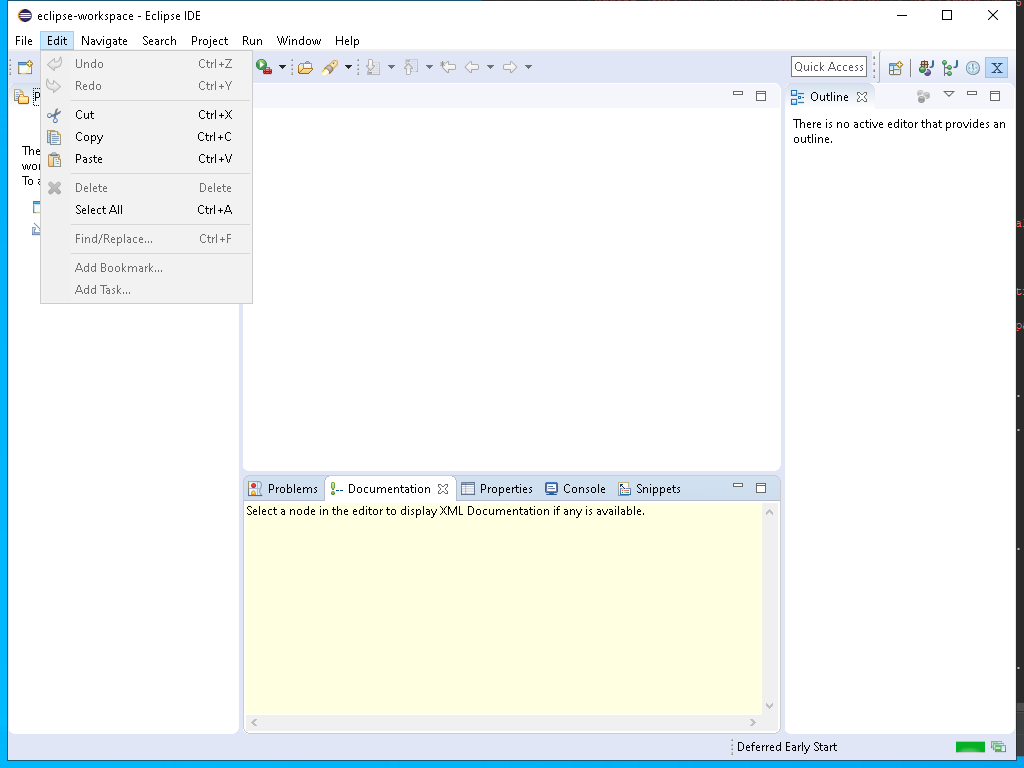 eclipse-workspace - Eclipse IDE
File Edit Navigate Search Project Run Window Help
Undo Ctrl+Z
Redo Ctrl+Y
Cut Ctrl+X
Copy Ctrl+C
Paste Ctrl+V
Delete Delete
Select All Ctrl+A
Find/Replace... Ctrl+F
Add Bookmark...
Add Task...
Quick Access
X
Outline
There is no active editor that provides an
outline.
Problems Documentation Properties Console Snippets
Select a node in the editor to display XML Documentation if any is available.
Deferred Early Start